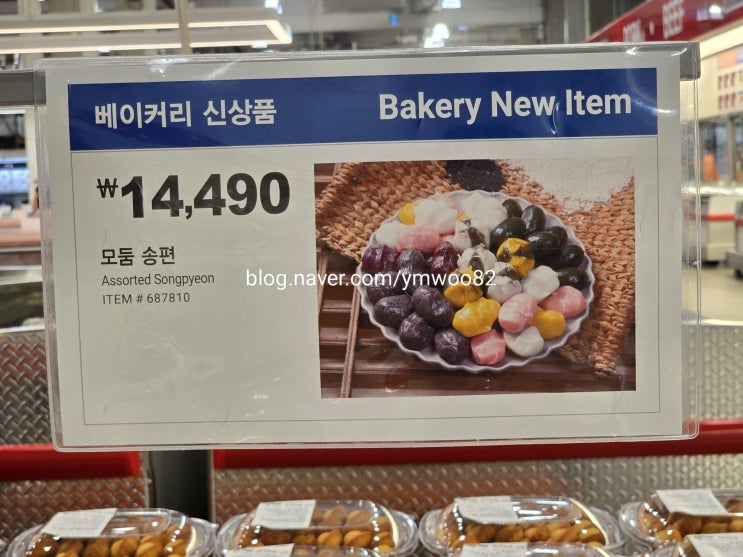 베이커리 신상품
Bakery New Item
₩14,490
모둠 송편
Assorted Songpyeon
ITEM # 687810
blog.naver.com/ymwoo82
BEEF